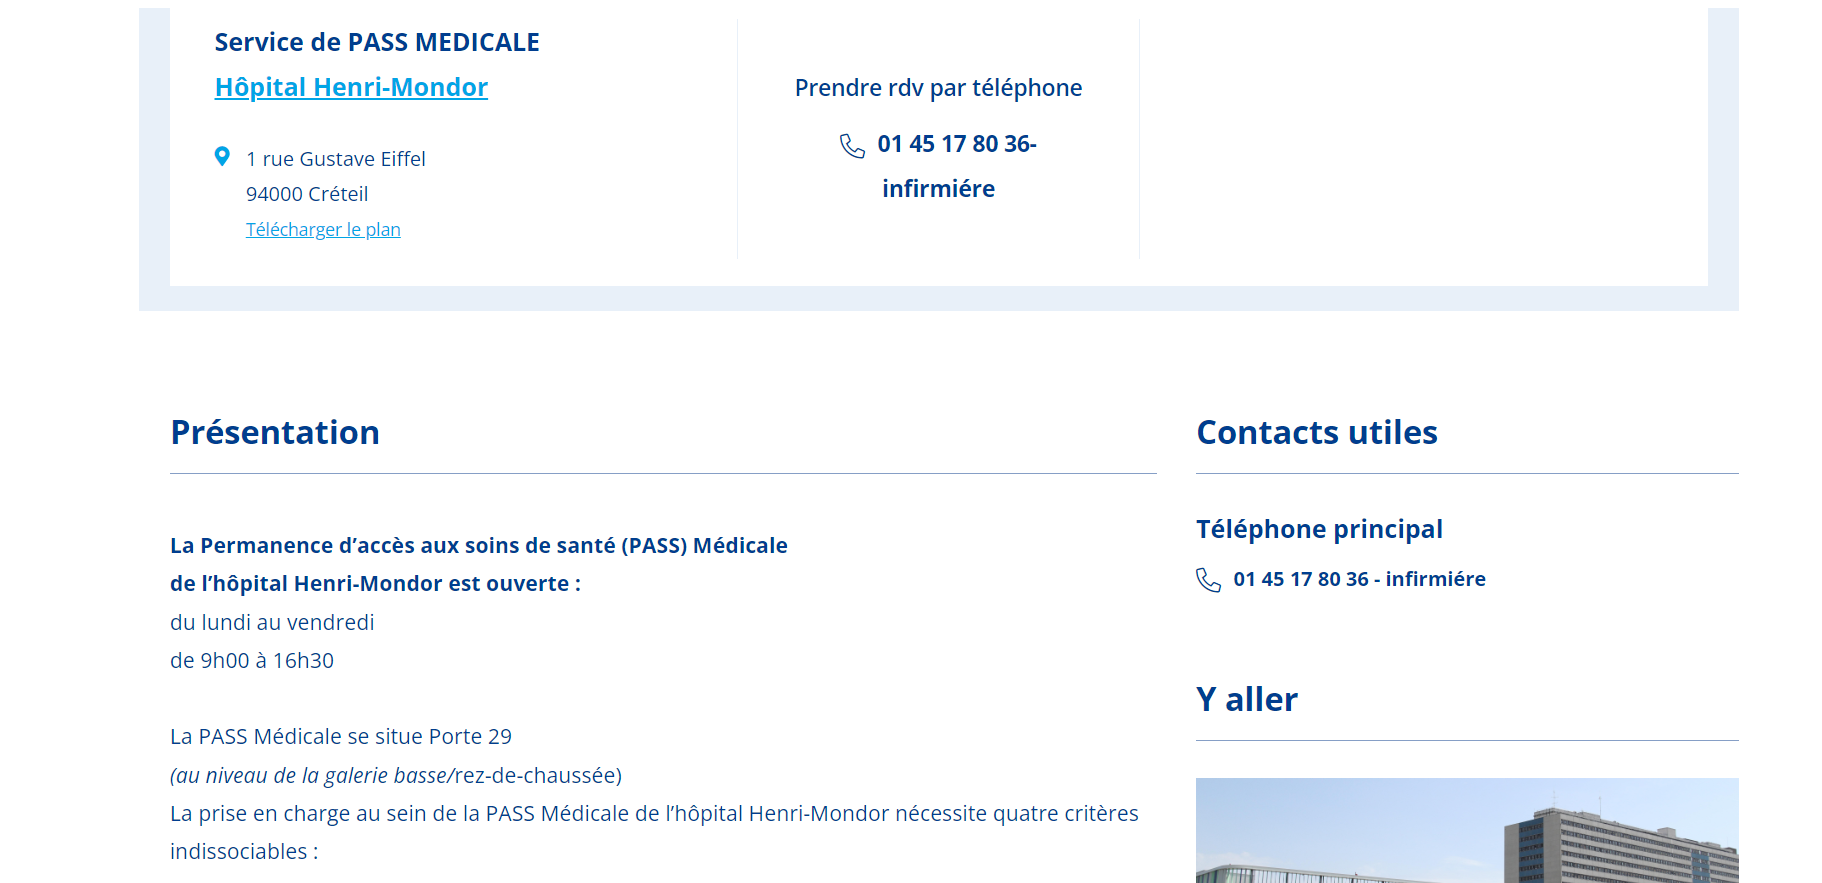 Service de PASS MEDICALE
Hôpital Henri-Mondor
1 rue Gustave Eiffel
94000 Créteil
Télécharger le plan
Prendre rdv par téléphone
01 45 17 80 36-
infirmiére
Présentation
La Permanence d’accès aux soins de santé (PASS) Médicale
de l’hôpital Henri-Mondor est ouverte :
du lundi au vendredi
de 9h00 à 16h30
La PASS Médicale se situe Porte 29
(au niveau de la galerie basse/rez-de-chaussée)
La prise en charge au sein de la PASS Médicale de l’hôpital Henri-Mondor nécessite quatre critères
indissociables :
Contacts utiles
Téléphone principal
01 45 17 80 36 - infirmiére
Y aller